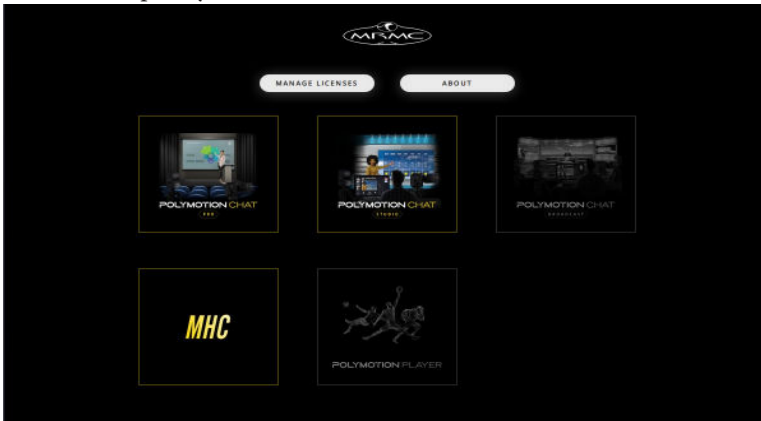 MRMC
MANAGE LICENSES
ABOUT
POLYMOTION CHAT
PRO
POLYMOTION CHAT
STUDIO
POLYMOTION CHAT
BROADCAST
MHC
POLYMOTION PLAYER